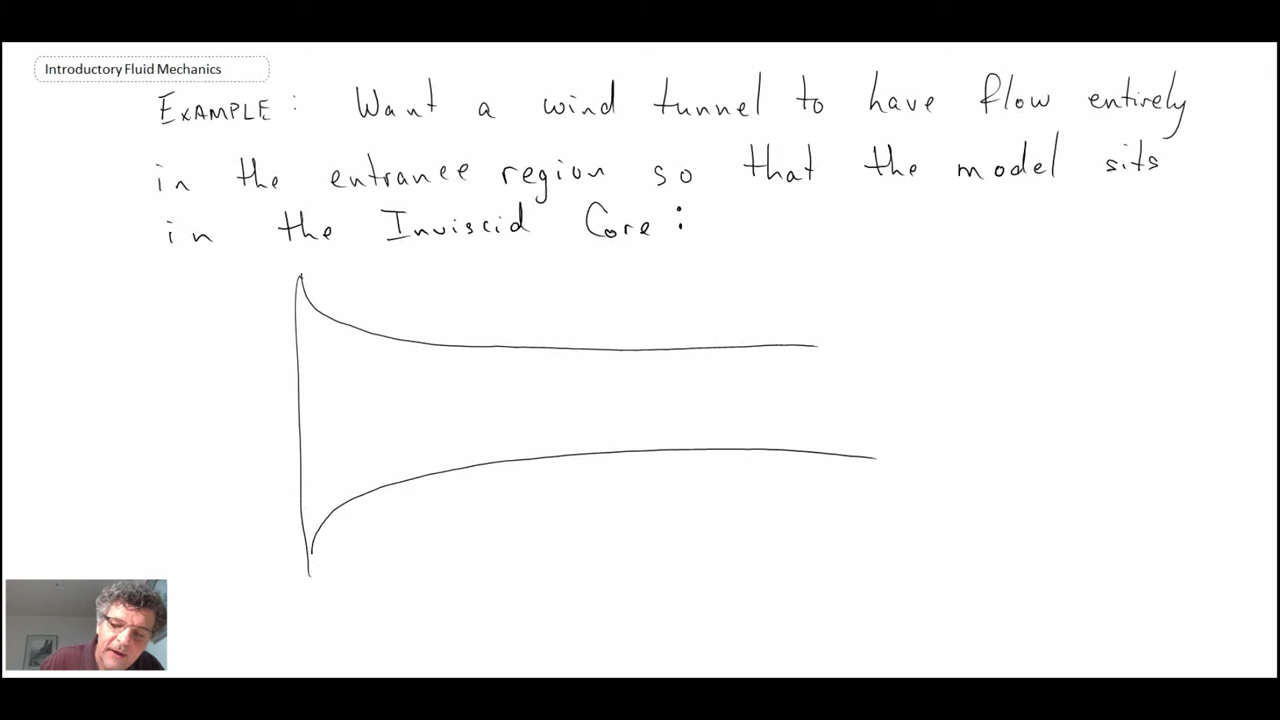 Introductory Fluid Mechanics
EXAMPLE: Want a wind tunnel to have flow entirely
in the entrance region so that the model sits
in the Inviscid Core: